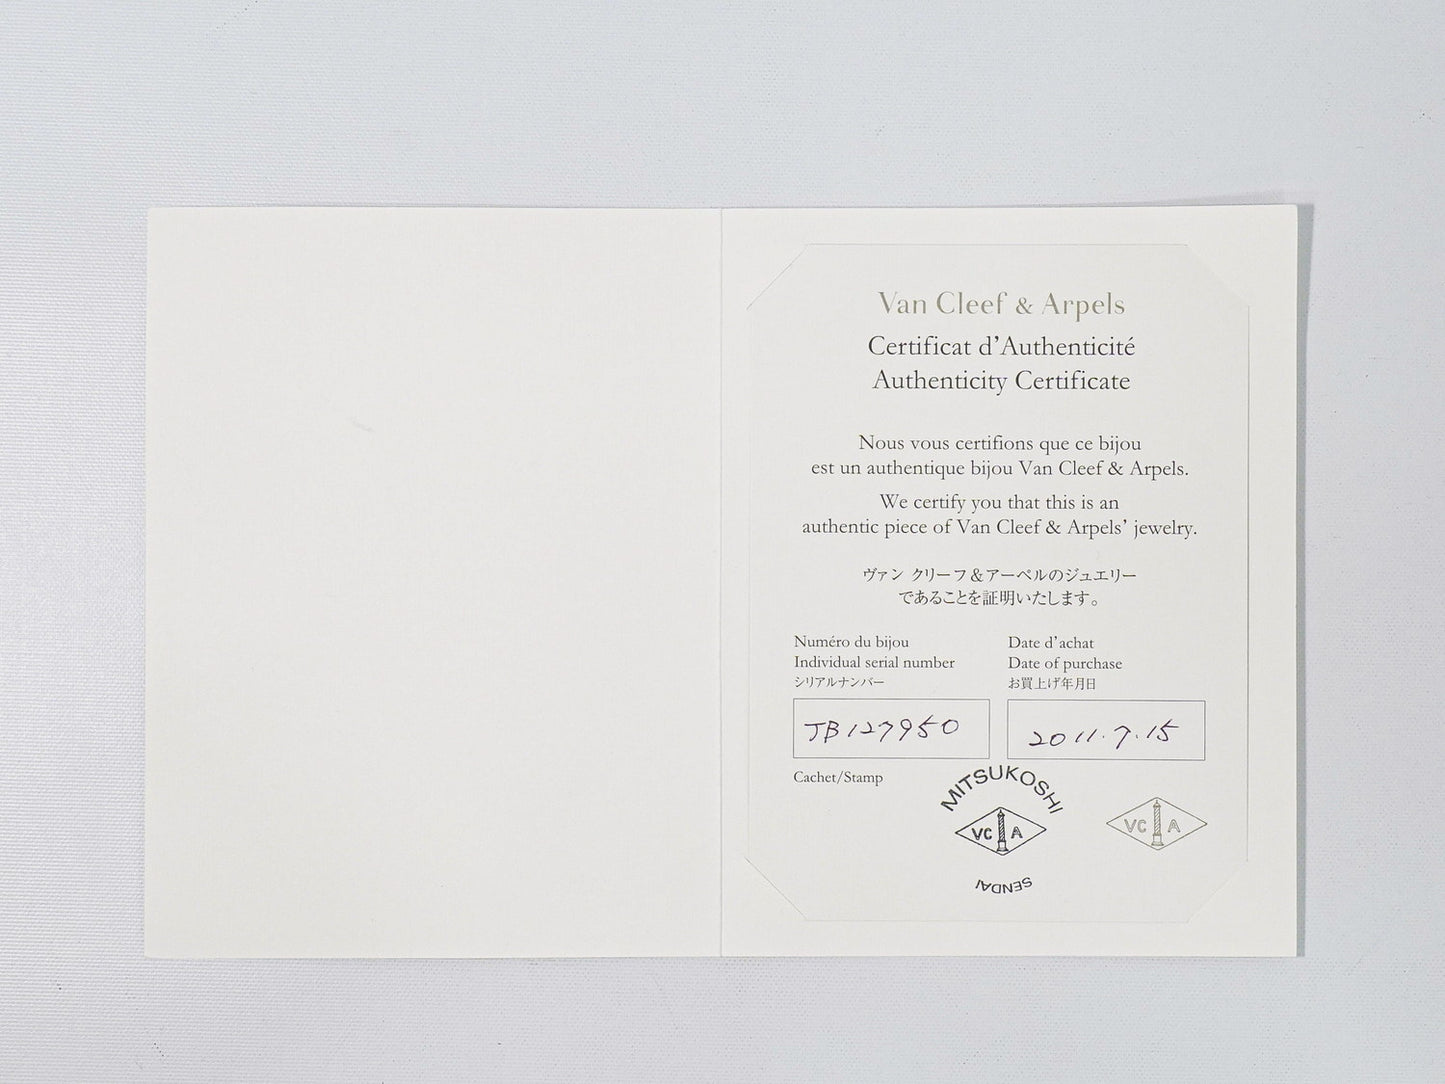 Van Cleef & Arpels
Certificat d'Authenticité
Authenticity Certificate
Nous vous certifions que ce bijou
est un authentique bijou Van Cleef & Arpels.
We certify you that this is an
authentic piece of Van Cleef & Arpels' jewelry.
ヴァン クリーフ&アーペルのジュエリー
であることを証明いたします。
Numéro du bijou
Individual serial number
シリアルナンバー
JB127950
Date d'achat
Date of purchase
お買上げ年月日
2011.7.15
Cachet/Stamp
MITSUKOSHI
VC A
SENDAI
VC A